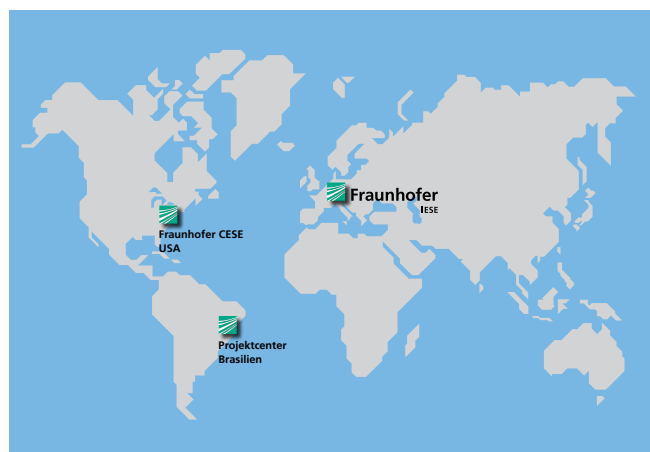 Fraunhofer
IESE
Fraunhofer CESE
USA
Projektcenter
Brasilien